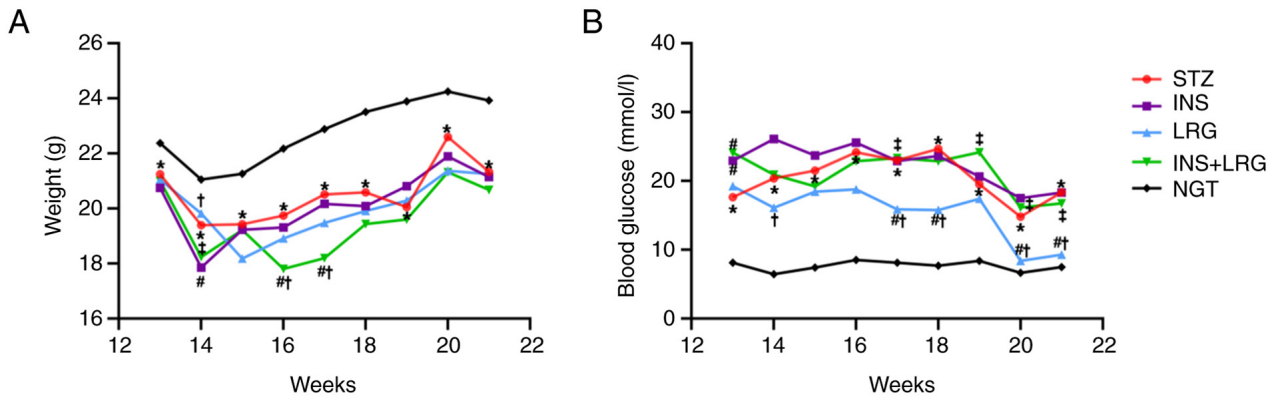 A
26
24
22
20
18
16
Weight (g)
12 14 16 18 20 22
Weeks
* † * ‡ # * * #† * #† * * * *
B
40
30
20
10
0
Blood glucose (mmol/l)
12 14 16 18 20 22
Weeks
# # * * † * * ‡ * #† * #† ‡ * ‡ * #† * ‡ #†
STZ
INS
LRG
INS+LRG
NGT